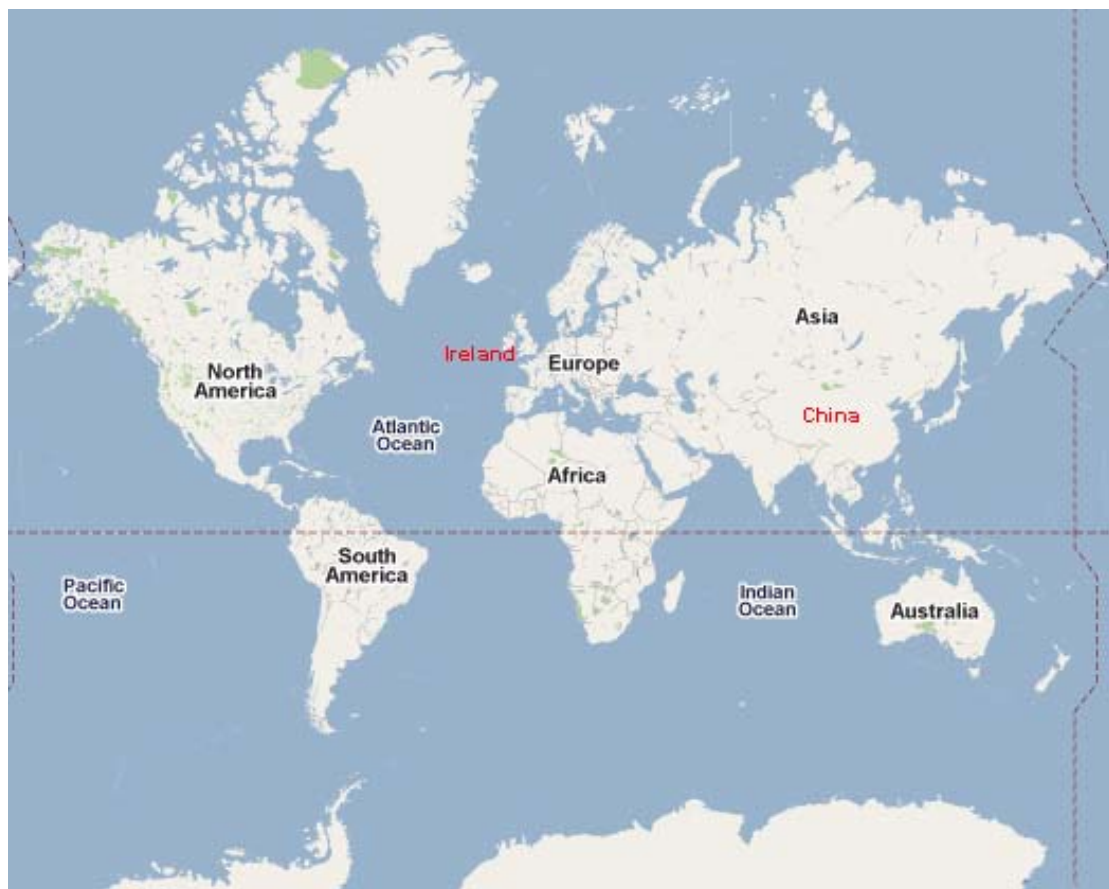 Asia
Ireland
Europe
North
America
China
Atlantic
Ocean
Africa
South
America
Pacific
Ocean
Indian
Ocean
Australia